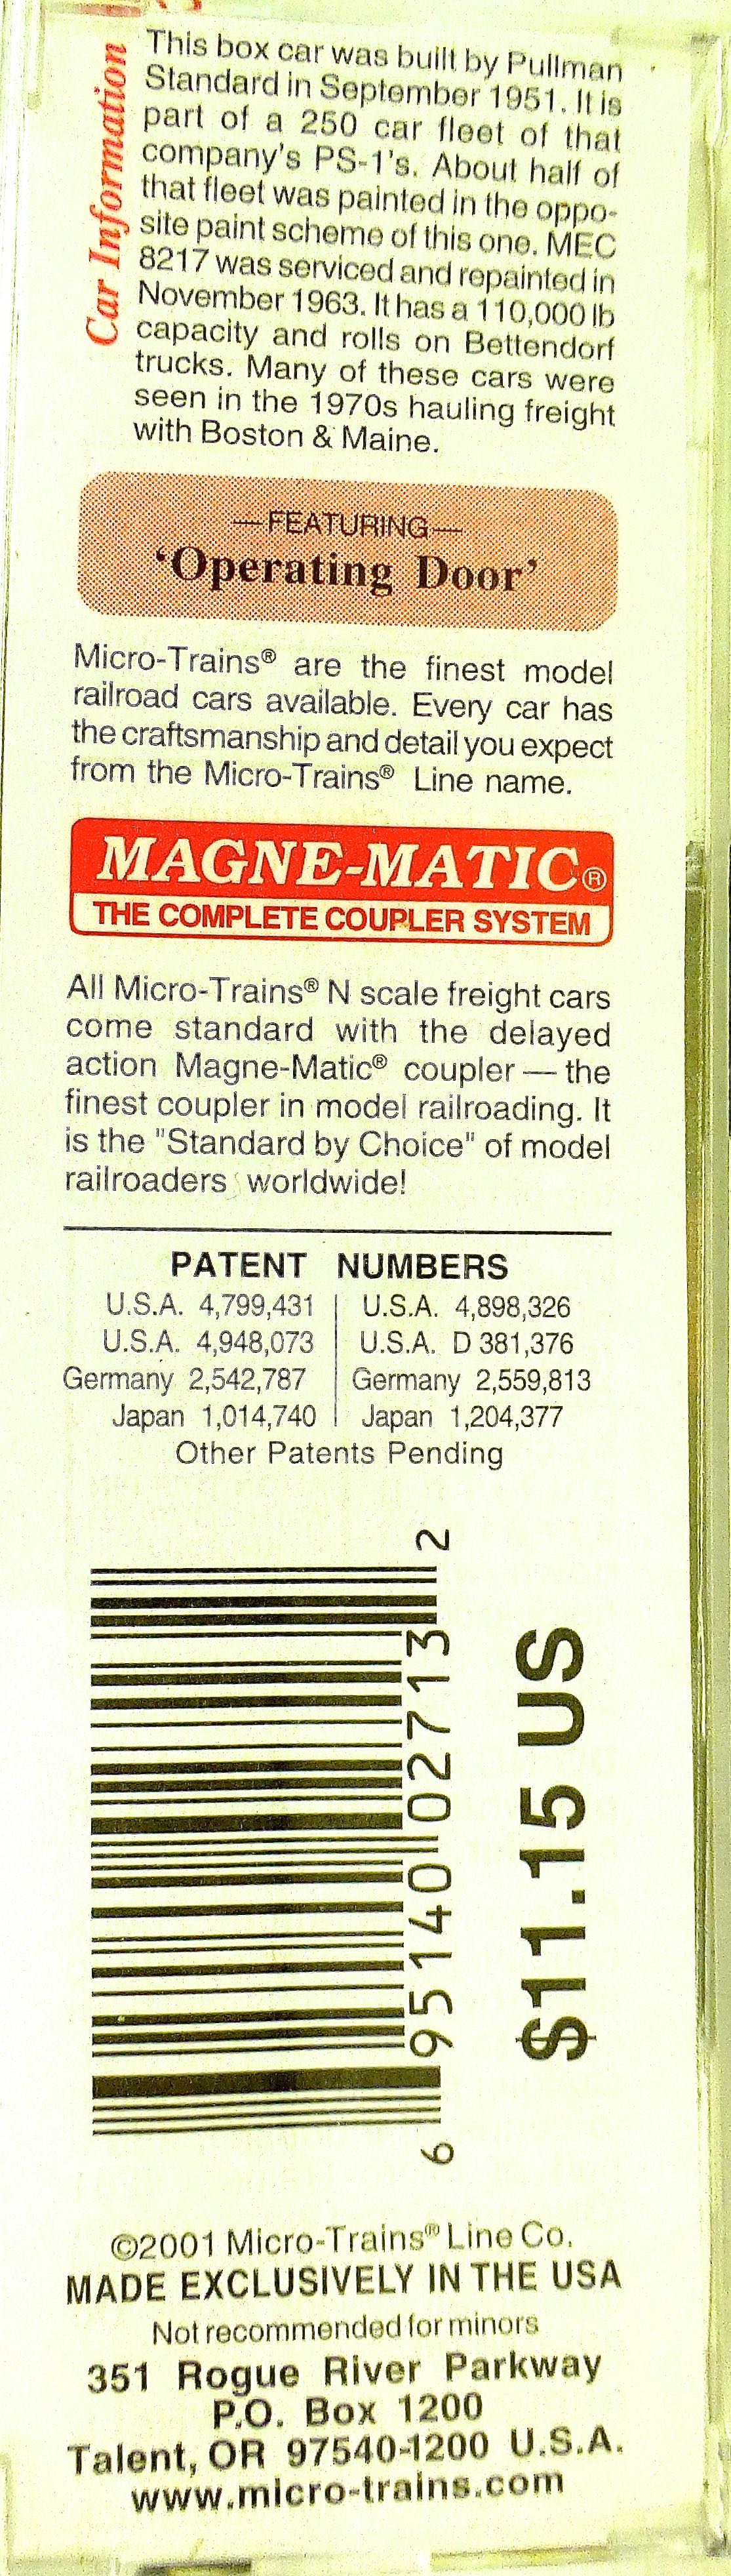 Car Information
This box car was built by Pullman
Standard in September 1951. It is
part of a 250 car fleet of that
company's PS-1's. About half of
that fleet was painted in the oppo-
site paint scheme of this one. MEC
8217 was serviced and repainted in
November 1963. It has a 110,000 lb
capacity and rolls on Bettendorf
trucks. Many of these cars were
seen in the 1970s hauling freight
with Boston & Maine.
—FEATURING—
'Operating Door'
Micro-Trains® are the finest model
railroad cars available. Every car has
the craftsmanship and detail you expect
from the Micro-Trains® Line name.
MAGNE-MATIC®
THE COMPLETE COUPLER SYSTEM
All Micro-Trains® N scale freight cars
come standard with the delayed
action Magne-Matic® coupler — the
finest coupler in model railroading. It
is the "Standard by Choice" of model
railroaders worldwide!
PATENT NUMBERS
U.S.A. 4,799,431 | U.S.A. 4,898,326
U.S.A. 4,948,073 | U.S.A. D 381,376
Germany 2,542,787 | Germany 2,559,813
Japan 1,014,740 | Japan 1,204,377
Other Patents Pending
6 95140 02713 2
$11.15 US
©2001 Micro-Trains® Line Co.
MADE EXCLUSIVELY IN THE USA
Not recommended for minors
351 Rogue River Parkway
P.O. Box 1200
Talent, OR 97540-1200 U.S.A.
www.micro-trains.com